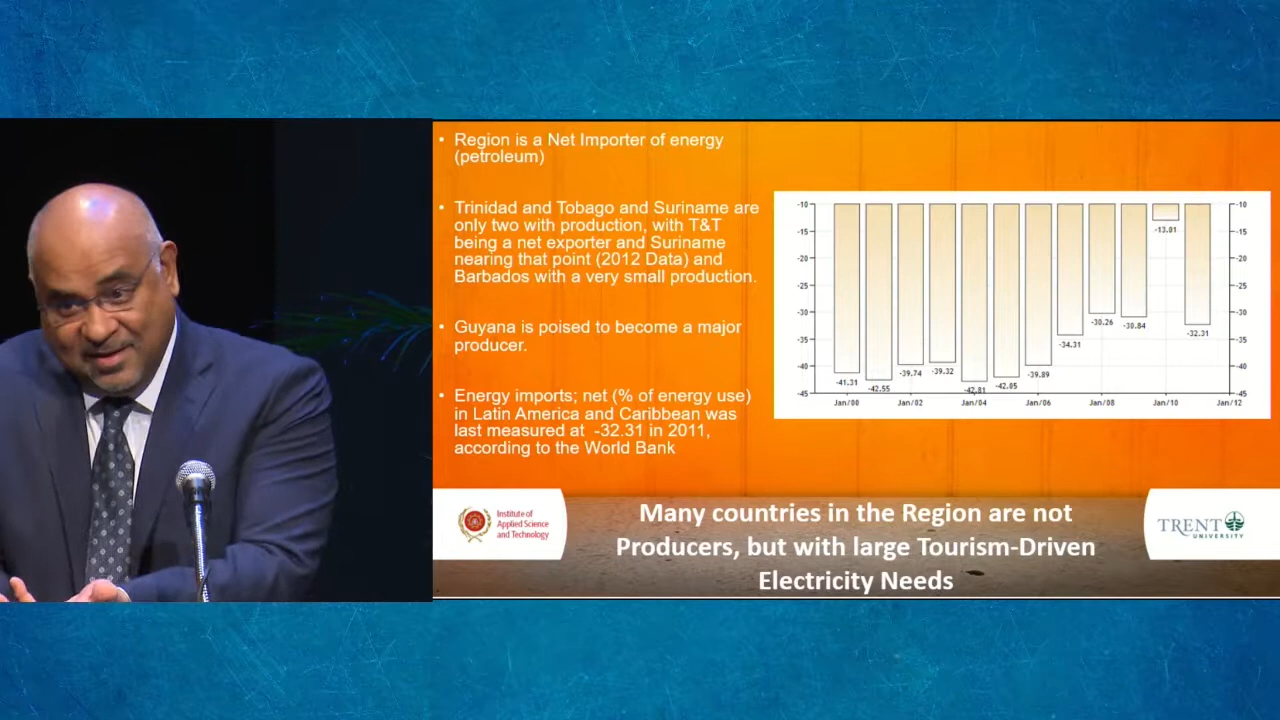 • Region is a Net Importer of energy
(petroleum)
• Trinidad and Tobago and Suriname are
only two with production, with T&T
being a net exporter and Suriname
nearing that point (2012 Data) and
Barbados with a very small production.
• Guyana is poised to become a major
producer.
• Energy imports; net (% of energy use)
in Latin America and Caribbean was
last measured at -32.31 in 2011,
according to the World Bank
-10 -10
-15 -13.01 -15
-20 -20
-25 -25
-30 -30.26 -30.84 -30
-34.31 -32.31
-35 -35
-39.74 -39.32 -39.89
-40 -40
-41.31 -42.55 -42.81 -42.05
-45 -45
Jan/00 Jan/02 Jan/04 Jan/06 Jan/08 Jan/10 Jan/12
Institute of
Applied Science
and Technology
Many countries in the Region are not
Producers, but with large Tourism-Driven
Electricity Needs
TRENT
UNIVERSITY